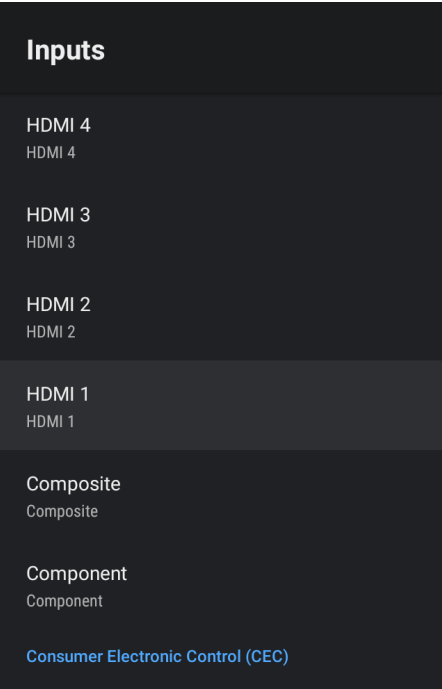 Inputs
HDMI 4
HDMI 4
HDMI 3
HDMI 3
HDMI 2
HDMI 2
HDMI 1
HDMI 1
Composite
Composite
Component
Component
Consumer Electronic Control (CEC)